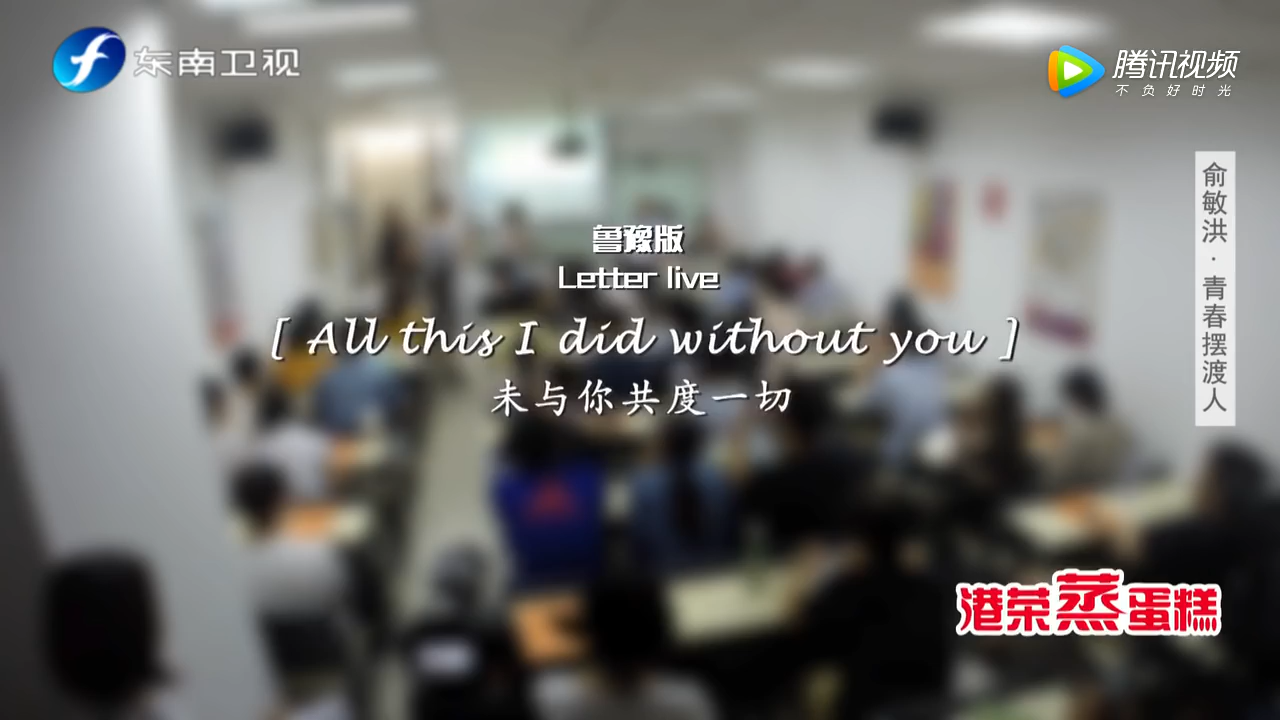 东南卫视
腾讯视频
不负好时光
俞敏洪·青春摆渡人
鲁豫版
Letter live
[ All this I did without you ]
未与你共度一切
港荣蒸蛋糕